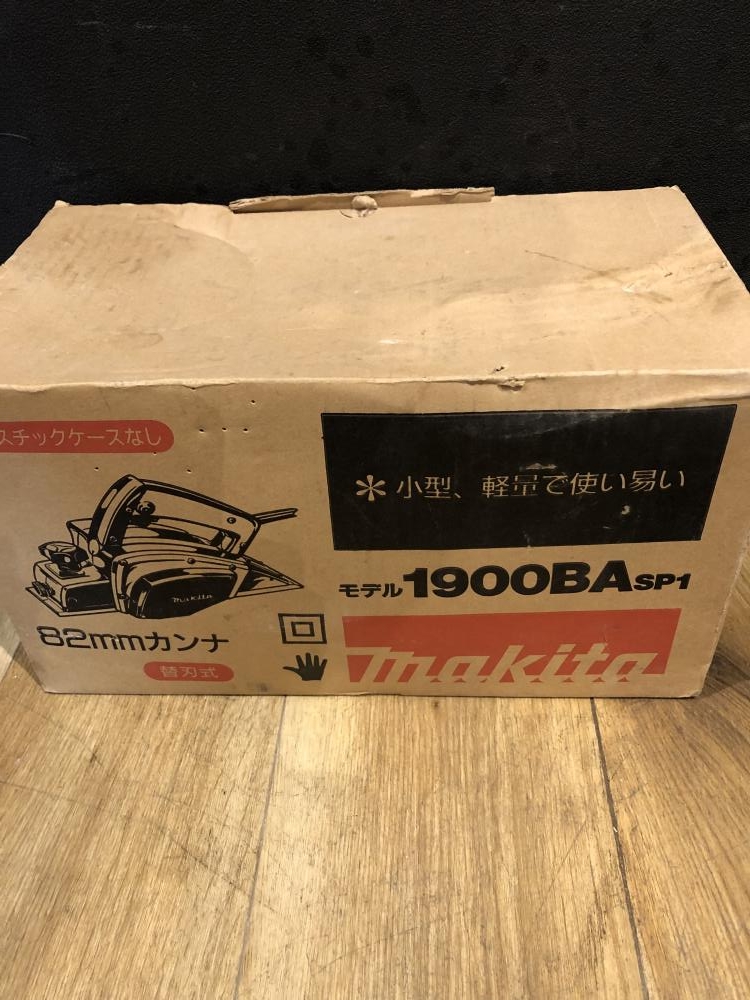 スチックケースなし
＊小型、軽量で使い易い
makita
モデル1900BASP1
82mmカンナ
替刃式
makita